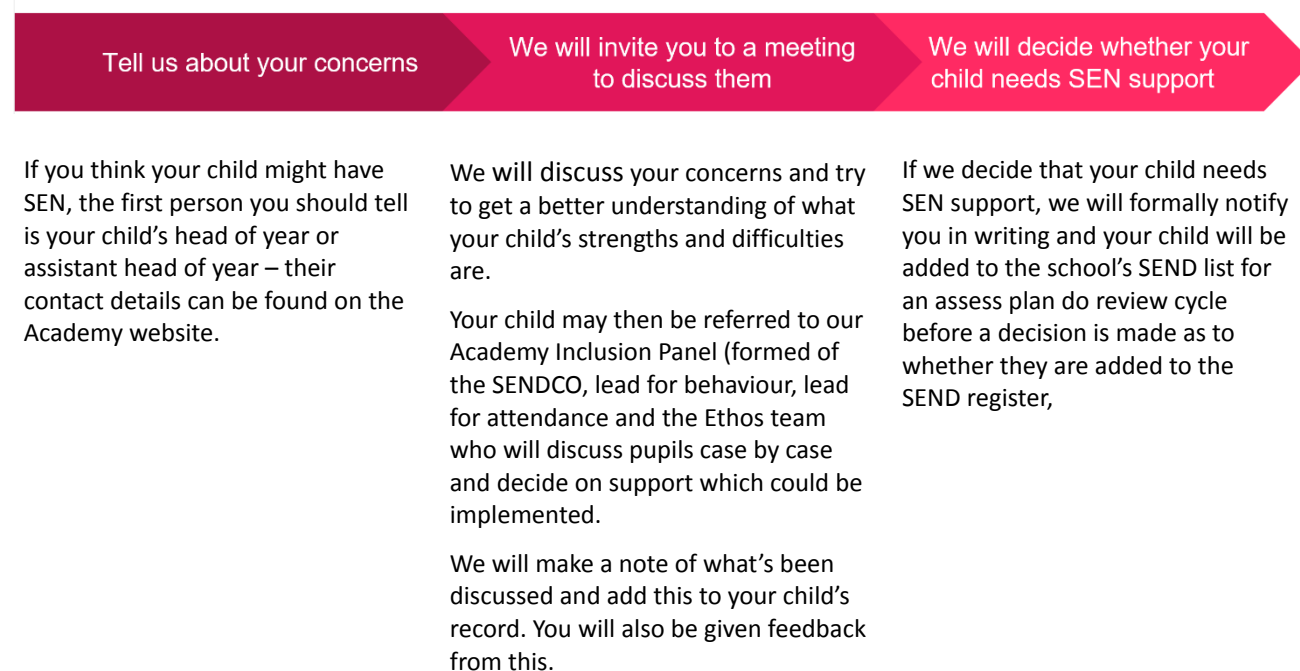 Tell us about your concerns
We will invite you to a meeting
to discuss them
We will decide whether your
child needs SEN support
If you think your child might have
SEN, the first person you should tell
is your child’s head of year or
assistant head of year – their
contact details can be found on the
Academy website.
We will discuss your concerns and try
to get a better understanding of what
your child’s strengths and difficulties
are.
Your child may then be referred to our
Academy Inclusion Panel (formed of
the SENDCO, lead for behaviour, lead
for attendance and the Ethos team
who will discuss pupils case by case
and decide on support which could be
implemented.
We will make a note of what’s been
discussed and add this to your child’s
record. You will also be given feedback
from this.
If we decide that your child needs
SEN support, we will formally notify
you in writing and your child will be
added to the school’s SEND list for
an assess plan do review cycle
before a decision is made as to
whether they are added to the
SEND register,